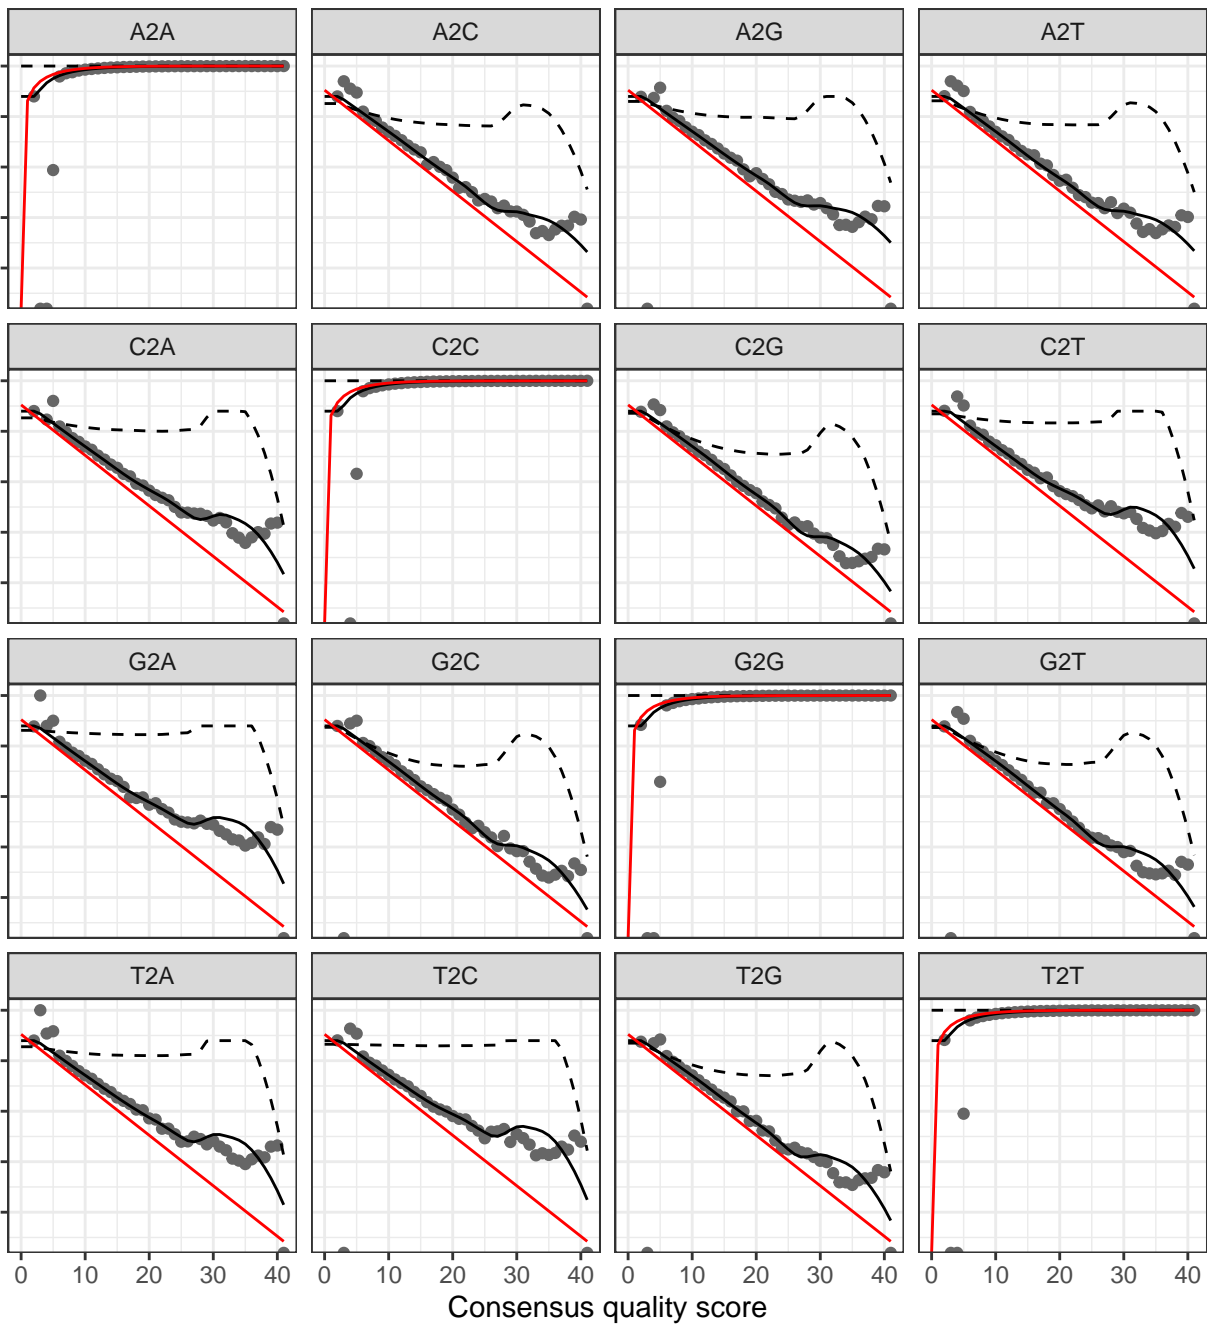 A2A A2C A2G A2T
C2A C2C C2G C2T
G2A G2C G2G G2T
T2A T2C T2G T2T
0 10 20 30 40 0 10 20 30 40 0 10 20 30 40 0 10 20 30 40
Consensus quality score